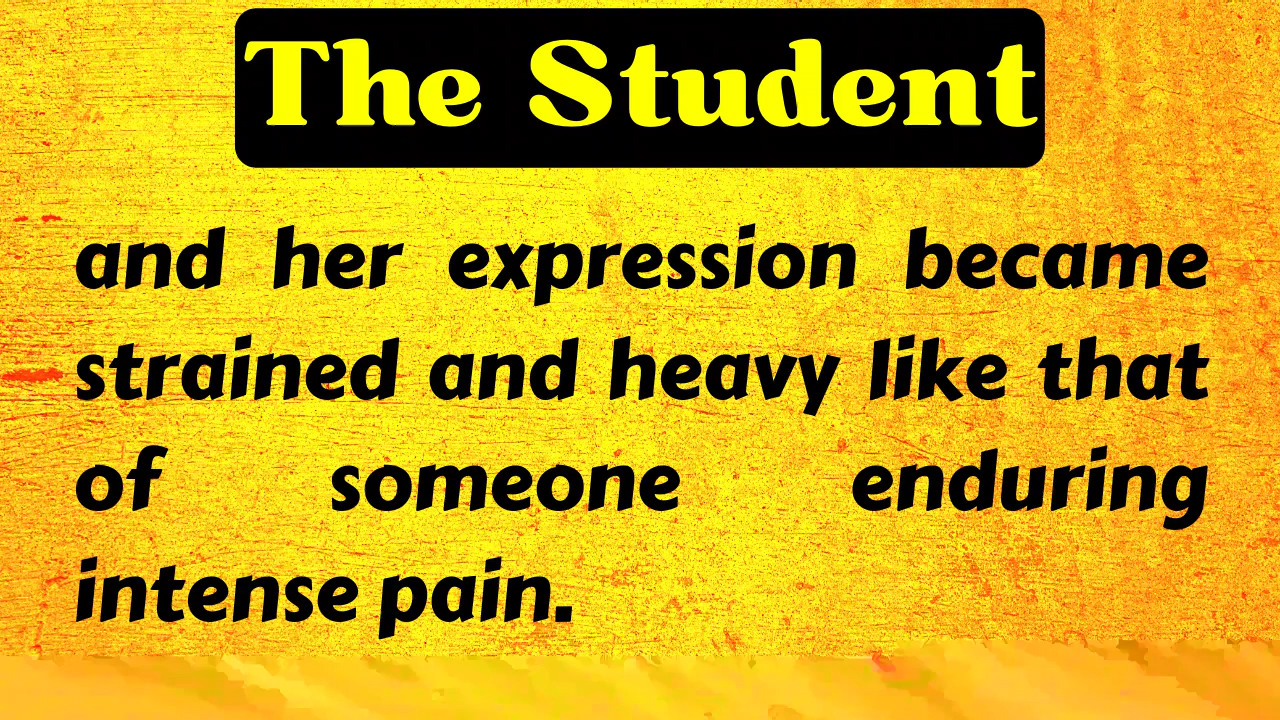 The Student
and her expression became
strained and heavy like that
of someone enduring
intense pain.